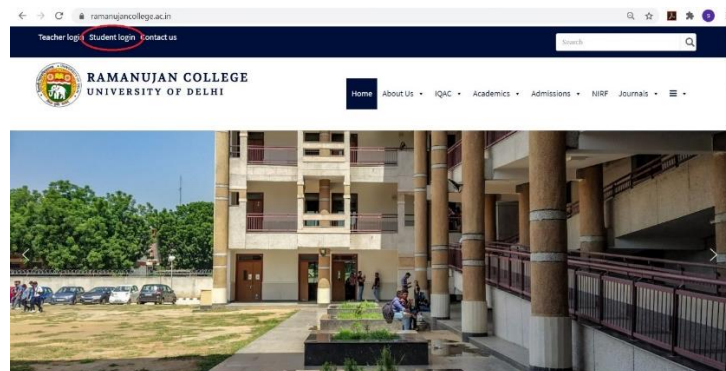 ramanujancollege.ac.in
Teacher login Student login Contact us
Search
RAMANUJAN COLLEGE
UNIVERSITY OF DELHI
Home About Us IQAC Academics Admissions NIRF Journals